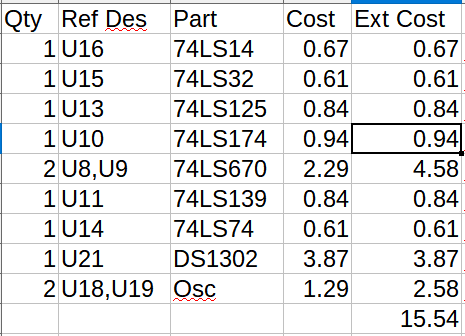 Qty Ref Des Part Cost Ext Cost
1 U16 74LS14 0.67 0.67
1 U15 74LS32 0.61 0.61
1 U13 74LS125 0.84 0.84
1 U10 74LS174 0.94 0.94
2 U8,U9 74LS670 2.29 4.58
1 U11 74LS139 0.84 0.84
1 U14 74LS74 0.61 0.61
1 U21 DS1302 3.87 3.87
2 U18,U19 Osc 1.29 2.58
15.54